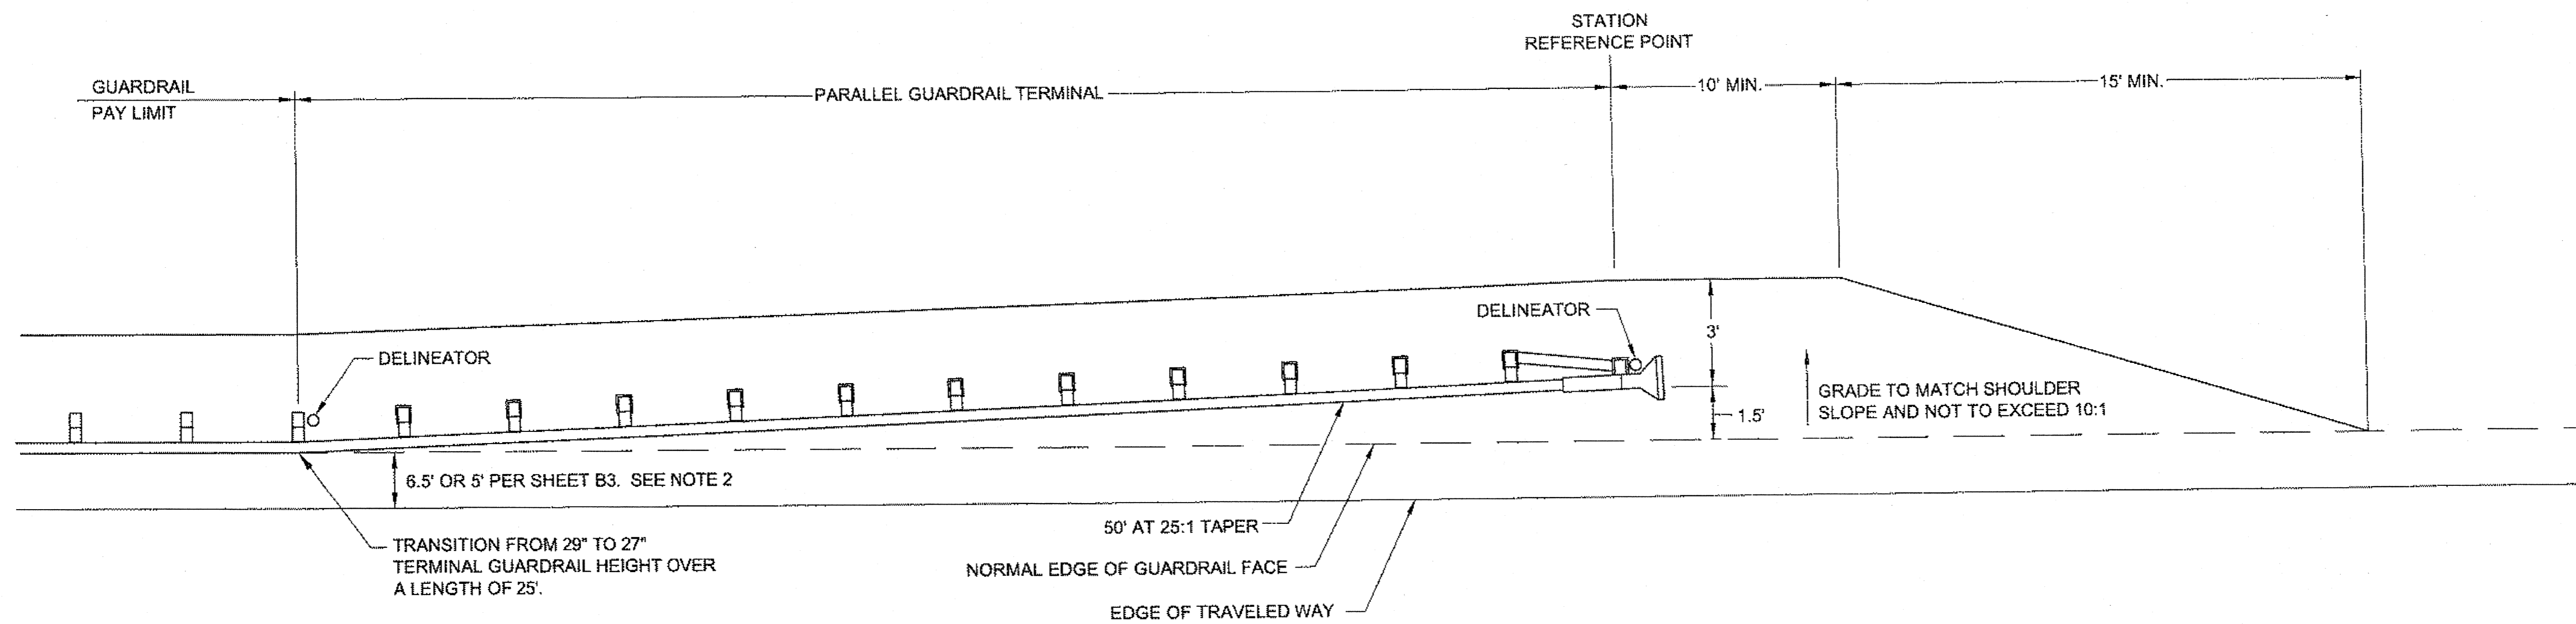 STATION
REFERENCE POINT
GUARDRAIL
PAY LIMIT
PARALLEL GUARDRAIL TERMINAL
10' MIN.
15' MIN.
DELINEATOR
DELINEATOR
3'
1.5'
GRADE TO MATCH SHOULDER
SLOPE AND NOT TO EXCEED 10:1
6.5' OR 5' PER SHEET B3. SEE NOTE 2
50' AT 25:1 TAPER
TRANSITION FROM 29" TO 27"
TERMINAL GUARDRAIL HEIGHT OVER
A LENGTH OF 25'.
NORMAL EDGE OF GUARDRAIL FACE
EDGE OF TRAVELED WAY